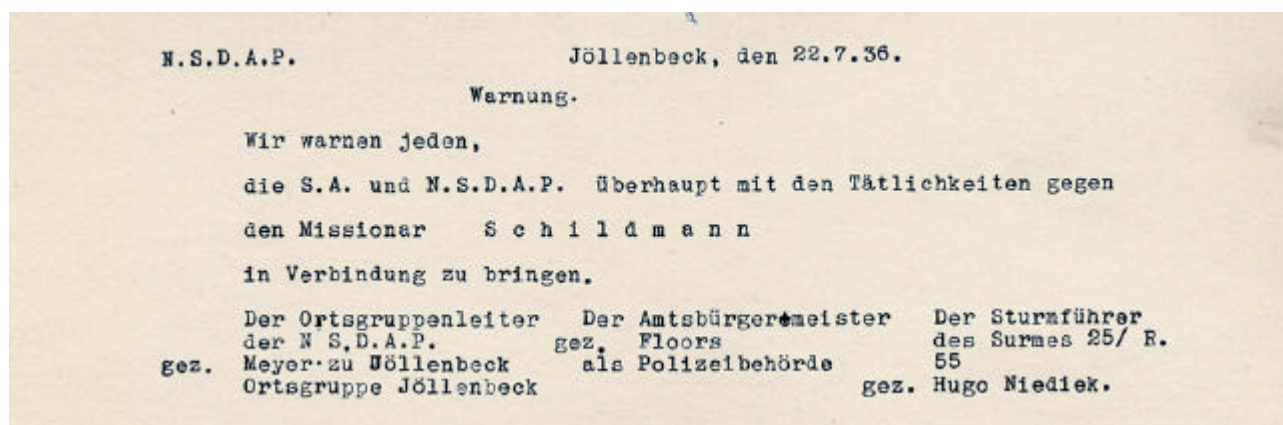 N.S.D.A.P. Jöllenbeck, den 22.7.36.
Warnung.
Wir warnen jeden,
die S.A. und N.S.D.A.P. überhaupt mit den Tätlichkeiten gegen
den Missionar S c h i l d m a n n
in Verbindung zu bringen.
Der Ortsgruppenleiter Der Amtsbürgermeister Der Sturmführer
der N S.D.A.P. gez. Floors des Surmes 25/ R.
gez. Meyer zu Jöllenbeck als Polizeibehörde 55
Ortsgruppe Jöllenbeck gez. Hugo Niediek.